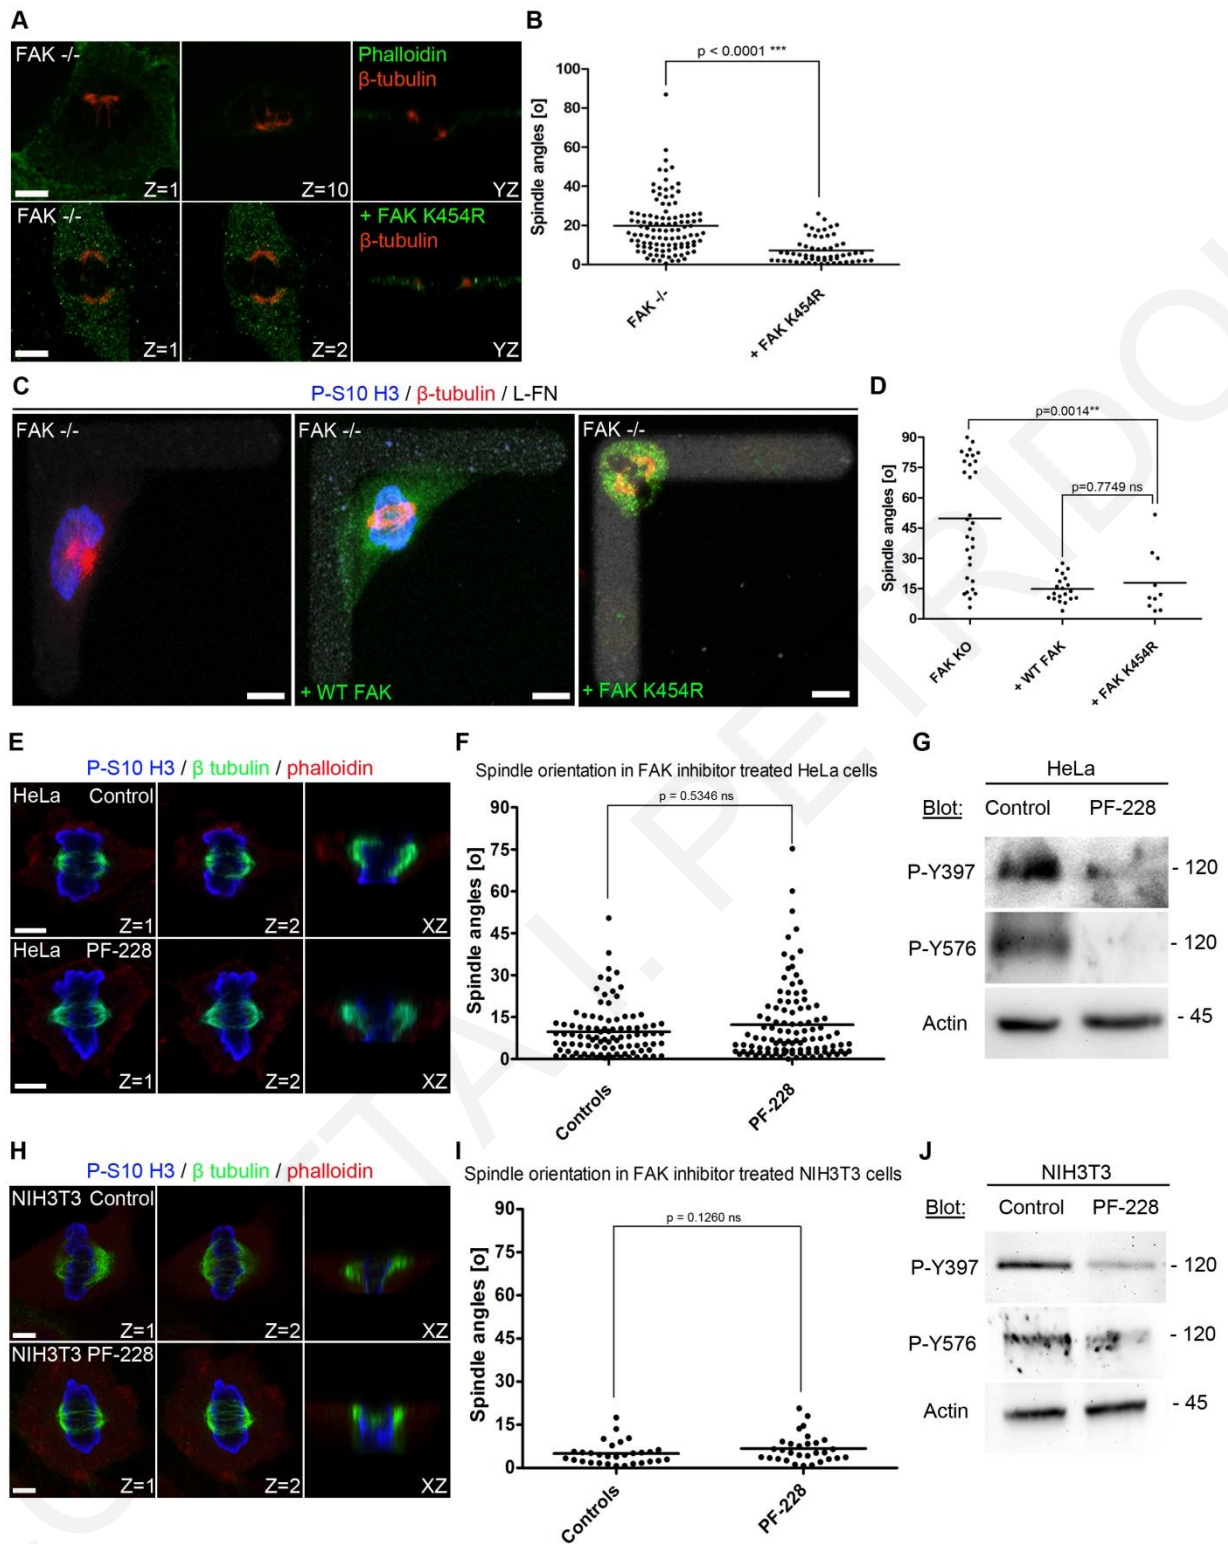 A
FAK -/-
Phalloidin
β-tubulin
Z=1
Z=10
YZ
FAK -/-
+ FAK K454R
β-tubulin
Z=1
Z=2
YZ
B
p < 0.0001 ***
Spindle angles [o]
100
80
60
40
20
0
FAK -/-
+ FAK K454R
C
P-S10 H3 / β-tubulin / L-FN
FAK -/-
FAK -/-
FAK -/-
+ WT FAK
+ FAK K454R
D
p=0.0014**
p=0.7749 ns
Spindle angles [o]
90
75
60
45
30
15
0
FAK KO
+ WT FAK
+ FAK K454R
E
P-S10 H3 / β tubulin / phalloidin
HeLa Control
Z=1
Z=2
XZ
HeLa PF-228
Z=1
Z=2
XZ
F
Spindle orientation in FAK inhibitor treated HeLa cells
p = 0.5346 ns
Spindle angles [o]
90
75
60
45
30
15
0
Controls
PF-228
G
HeLa
Blot: Control PF-228
P-Y397 - 120
P-Y576 - 120
Actin - 45
H
P-S10 H3 / β tubulin / phalloidin
NIH3T3 Control
Z=1
Z=2
XZ
NIH3T3 PF-228
Z=1
Z=2
XZ
I
Spindle orientation in FAK inhibitor treated NIH3T3 cells
p = 0.1260 ns
Spindle angles [o]
90
75
60
45
30
15
0
Controls
PF-228
J
NIH3T3
Blot: Control PF-228
P-Y397 - 120
P-Y576 - 120
Actin - 45